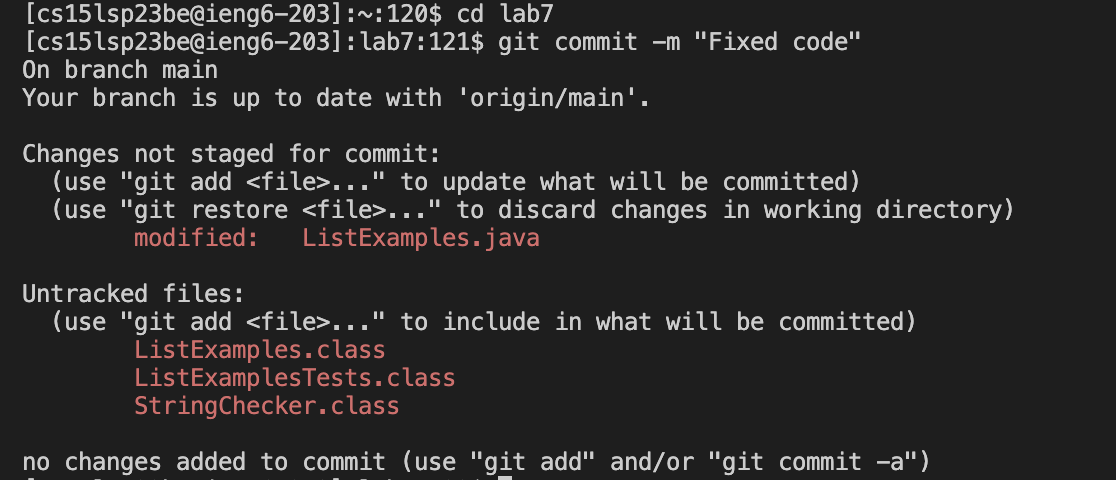 [cs15lsp23be@ieng6-203]:~:120$ cd lab7
[cs15lsp23be@ieng6-203]:lab7:121$ git commit -m "Fixed code"
On branch main
Your branch is up to date with 'origin/main'.
Changes not staged for commit:
(use "git add <file>..." to update what will be committed)
(use "git restore <file>..." to discard changes in working directory)
modified:   ListExamples.java
Untracked files:
(use "git add <file>..." to include in what will be committed)
ListExamples.class
ListExamplesTests.class
StringChecker.class
no changes added to commit (use "git add" and/or "git commit -a")